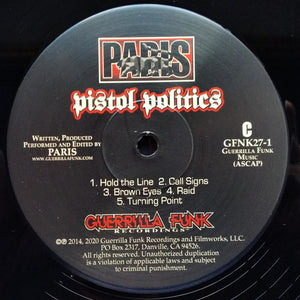 PARIS
pistol politics
WRITTEN, PRODUCED
PERFORMED AND EDITED BY
PARIS
WWW.GUERRILLAFUNK.COM
C
GFNK27-1
GUERRILLA FUNK
MUSIC
(ASCAP)
1. Hold the Line 2. Call Signs
3. Brown Eyes 4. Raid
5. Turning Point
GUERRILLA FUNK
RECORDINGS
©2014, 2020 Guerrilla Funk Recordings and Filmworks, LLC.
PO Box 2317, Danville, CA 94526.
All rights reserved. Unauthorized duplication
is a violation of applicable laws and subject
to criminal punishment.